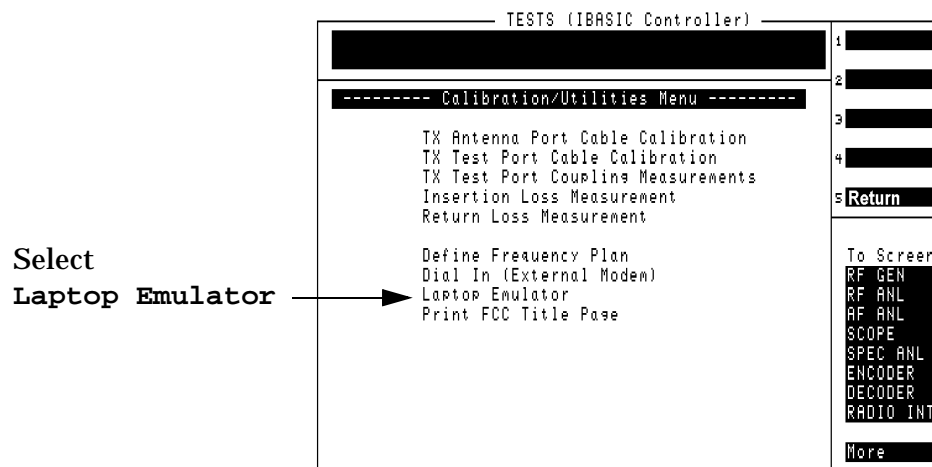 TESTS (IBASIC Controller)
--------- Calibration/Utilities Menu ---------
TX Antenna Port Cable Calibration
TX Test Port Cable Calibration
TX Test Port Coupling Measurements
Insertion Loss Measurement
Return Loss Measurement
Define Frequency Plan
Dial In (External Modem)
Laptop Emulator
Print FCC Title Page
Select
Laptop Emulator
1
2
3
4
5 Return
To Screen
RF GEN
RF ANL
AF ANL
SCOPE
SPEC ANL
ENCODER
DECODER
RADIO INT
More